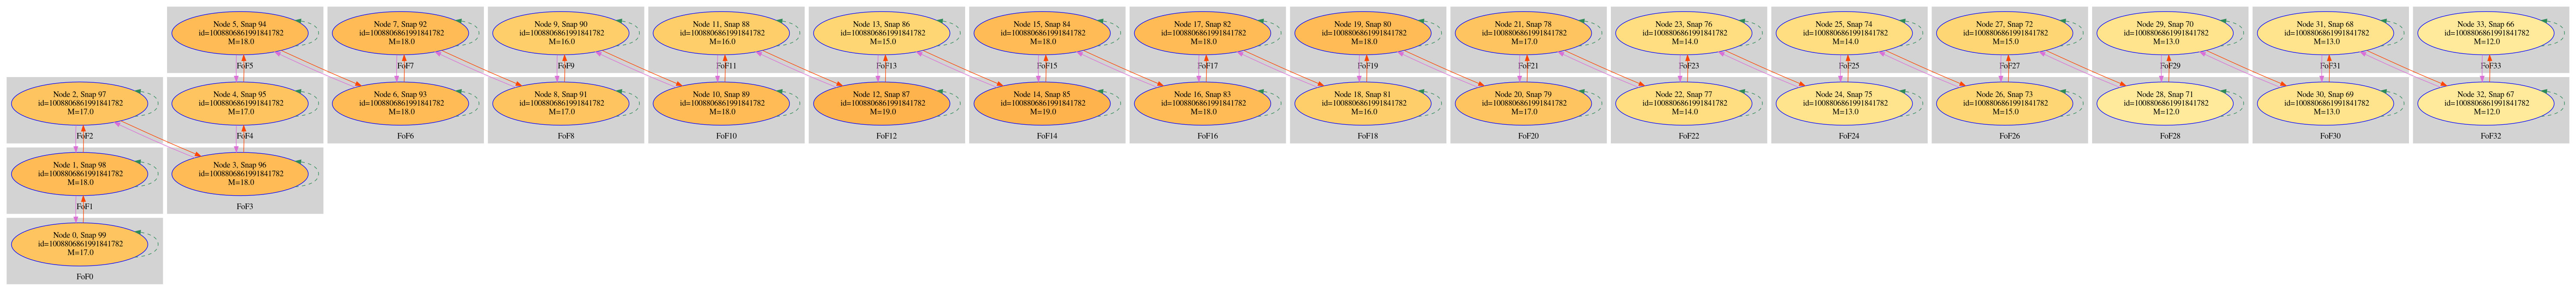 Node 5, Snap 94
id=1008806861991841782
M=18.0
FoF5
Node 7, Snap 92
id=1008806861991841782
M=18.0
FoF7
Node 9, Snap 90
id=1008806861991841782
M=16.0
FoF9
Node 11, Snap 88
id=1008806861991841782
M=16.0
FoF11
Node 13, Snap 86
id=1008806861991841782
M=15.0
FoF13
Node 15, Snap 84
id=1008806861991841782
M=18.0
FoF15
Node 17, Snap 82
id=1008806861991841782
M=18.0
FoF17
Node 19, Snap 80
id=1008806861991841782
M=18.0
FoF19
Node 21, Snap 78
id=1008806861991841782
M=17.0
FoF21
Node 23, Snap 76
id=1008806861991841782
M=14.0
FoF23
Node 25, Snap 74
id=1008806861991841782
M=14.0
FoF25
Node 27, Snap 72
id=1008806861991841782
M=15.0
FoF27
Node 29, Snap 70
id=1008806861991841782
M=13.0
FoF29
Node 31, Snap 68
id=1008806861991841782
M=13.0
FoF31
Node 33, Snap 66
id=1008806861991841782
M=12.0
FoF33
Node 2, Snap 97
id=1008806861991841782
M=17.0
FoF2
Node 4, Snap 95
id=1008806861991841782
M=17.0
FoF4
Node 6, Snap 93
id=1008806861991841782
M=18.0
FoF6
Node 8, Snap 91
id=1008806861991841782
M=17.0
FoF8
Node 10, Snap 89
id=1008806861991841782
M=18.0
FoF10
Node 12, Snap 87
id=1008806861991841782
M=19.0
FoF12
Node 14, Snap 85
id=1008806861991841782
M=19.0
FoF14
Node 16, Snap 83
id=1008806861991841782
M=18.0
FoF16
Node 18, Snap 81
id=1008806861991841782
M=16.0
FoF18
Node 20, Snap 79
id=1008806861991841782
M=17.0
FoF20
Node 22, Snap 77
id=1008806861991841782
M=14.0
FoF22
Node 24, Snap 75
id=1008806861991841782
M=13.0
FoF24
Node 26, Snap 73
id=1008806861991841782
M=15.0
FoF26
Node 28, Snap 71
id=1008806861991841782
M=12.0
FoF28
Node 30, Snap 69
id=1008806861991841782
M=13.0
FoF30
Node 32, Snap 67
id=1008806861991841782
M=12.0
FoF32
Node 1, Snap 98
id=1008806861991841782
M=18.0
FoF1
Node 3, Snap 96
id=1008806861991841782
M=18.0
FoF3
Node 0, Snap 99
id=1008806861991841782
M=17.0
FoF0